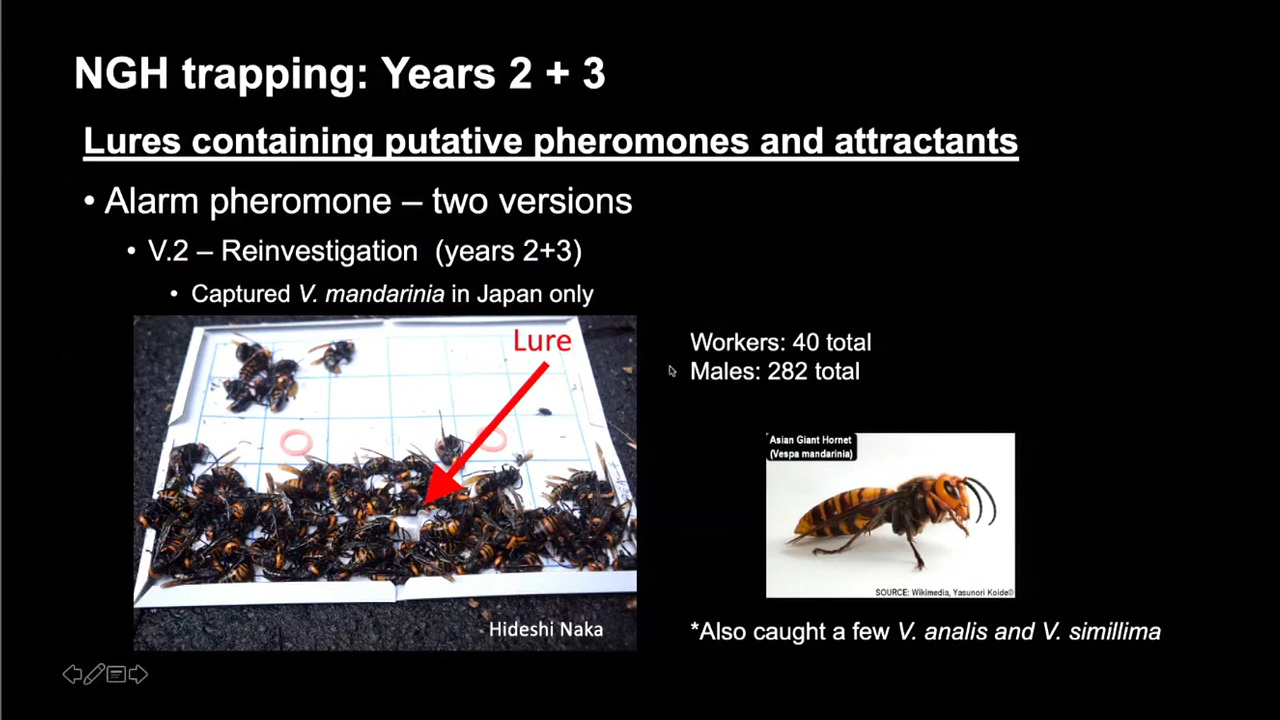 NGH trapping: Years 2 + 3
Lures containing putative pheromones and attractants
• Alarm pheromone – two versions
• V.2 – Reinvestigation (years 2+3)
• Captured V. mandarinia in Japan only
Lure
Hideshi Naka
Workers: 40 total
Males: 282 total
Asian Giant Hornet
(Vespa mandarinia)
SOURCE: Wikimedia, Yasunori Koide©
*Also caught a few V. analis and V. simillima